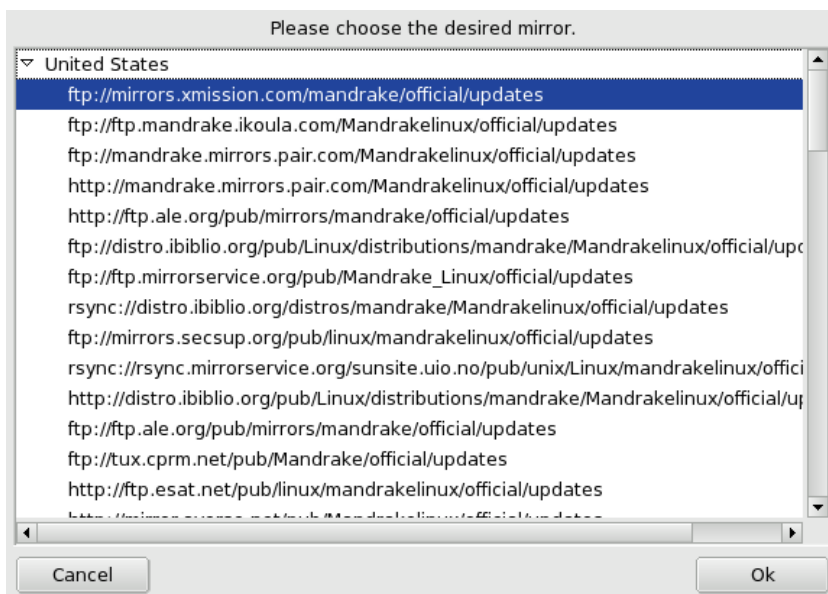 Please choose the desired mirror.
United States
ftp://mirrors.xmission.com/mandrake/official/updates
ftp://ftp.mandrake.ikoula.com/Mandrakelinux/official/updates
ftp://mandrake.mirrors.pair.com/Mandrakelinux/official/updates
http://mandrake.mirrors.pair.com/Mandrakelinux/official/updates
http://ftp.ale.org/pub/mirrors/mandrake/official/updates
ftp://distro.ibiblio.org/pub/Linux/distributions/mandrake/Mandrakelinux/official/upd
ftp://ftp.mirrorservice.org/pub/Mandrake_Linux/official/updates
rsync://distro.ibiblio.org/distros/mandrake/Mandrakelinux/official/updates
ftp://mirrors.secsup.org/pub/linux/mandrakelinux/official/updates
rsync://rsync.mirrorservice.org/sunsite.uio.no/pub/unix/Linux/mandrakelinux/offici
http://distro.ibiblio.org/pub/Linux/distributions/mandrake/Mandrakelinux/official/up
ftp://ftp.ale.org/pub/mirrors/mandrake/official/updates
ftp://tux.cprm.net/pub/Mandrake/official/updates
http://ftp.esat.net/pub/linux/mandrakelinux/official/updates
Cancel
Ok